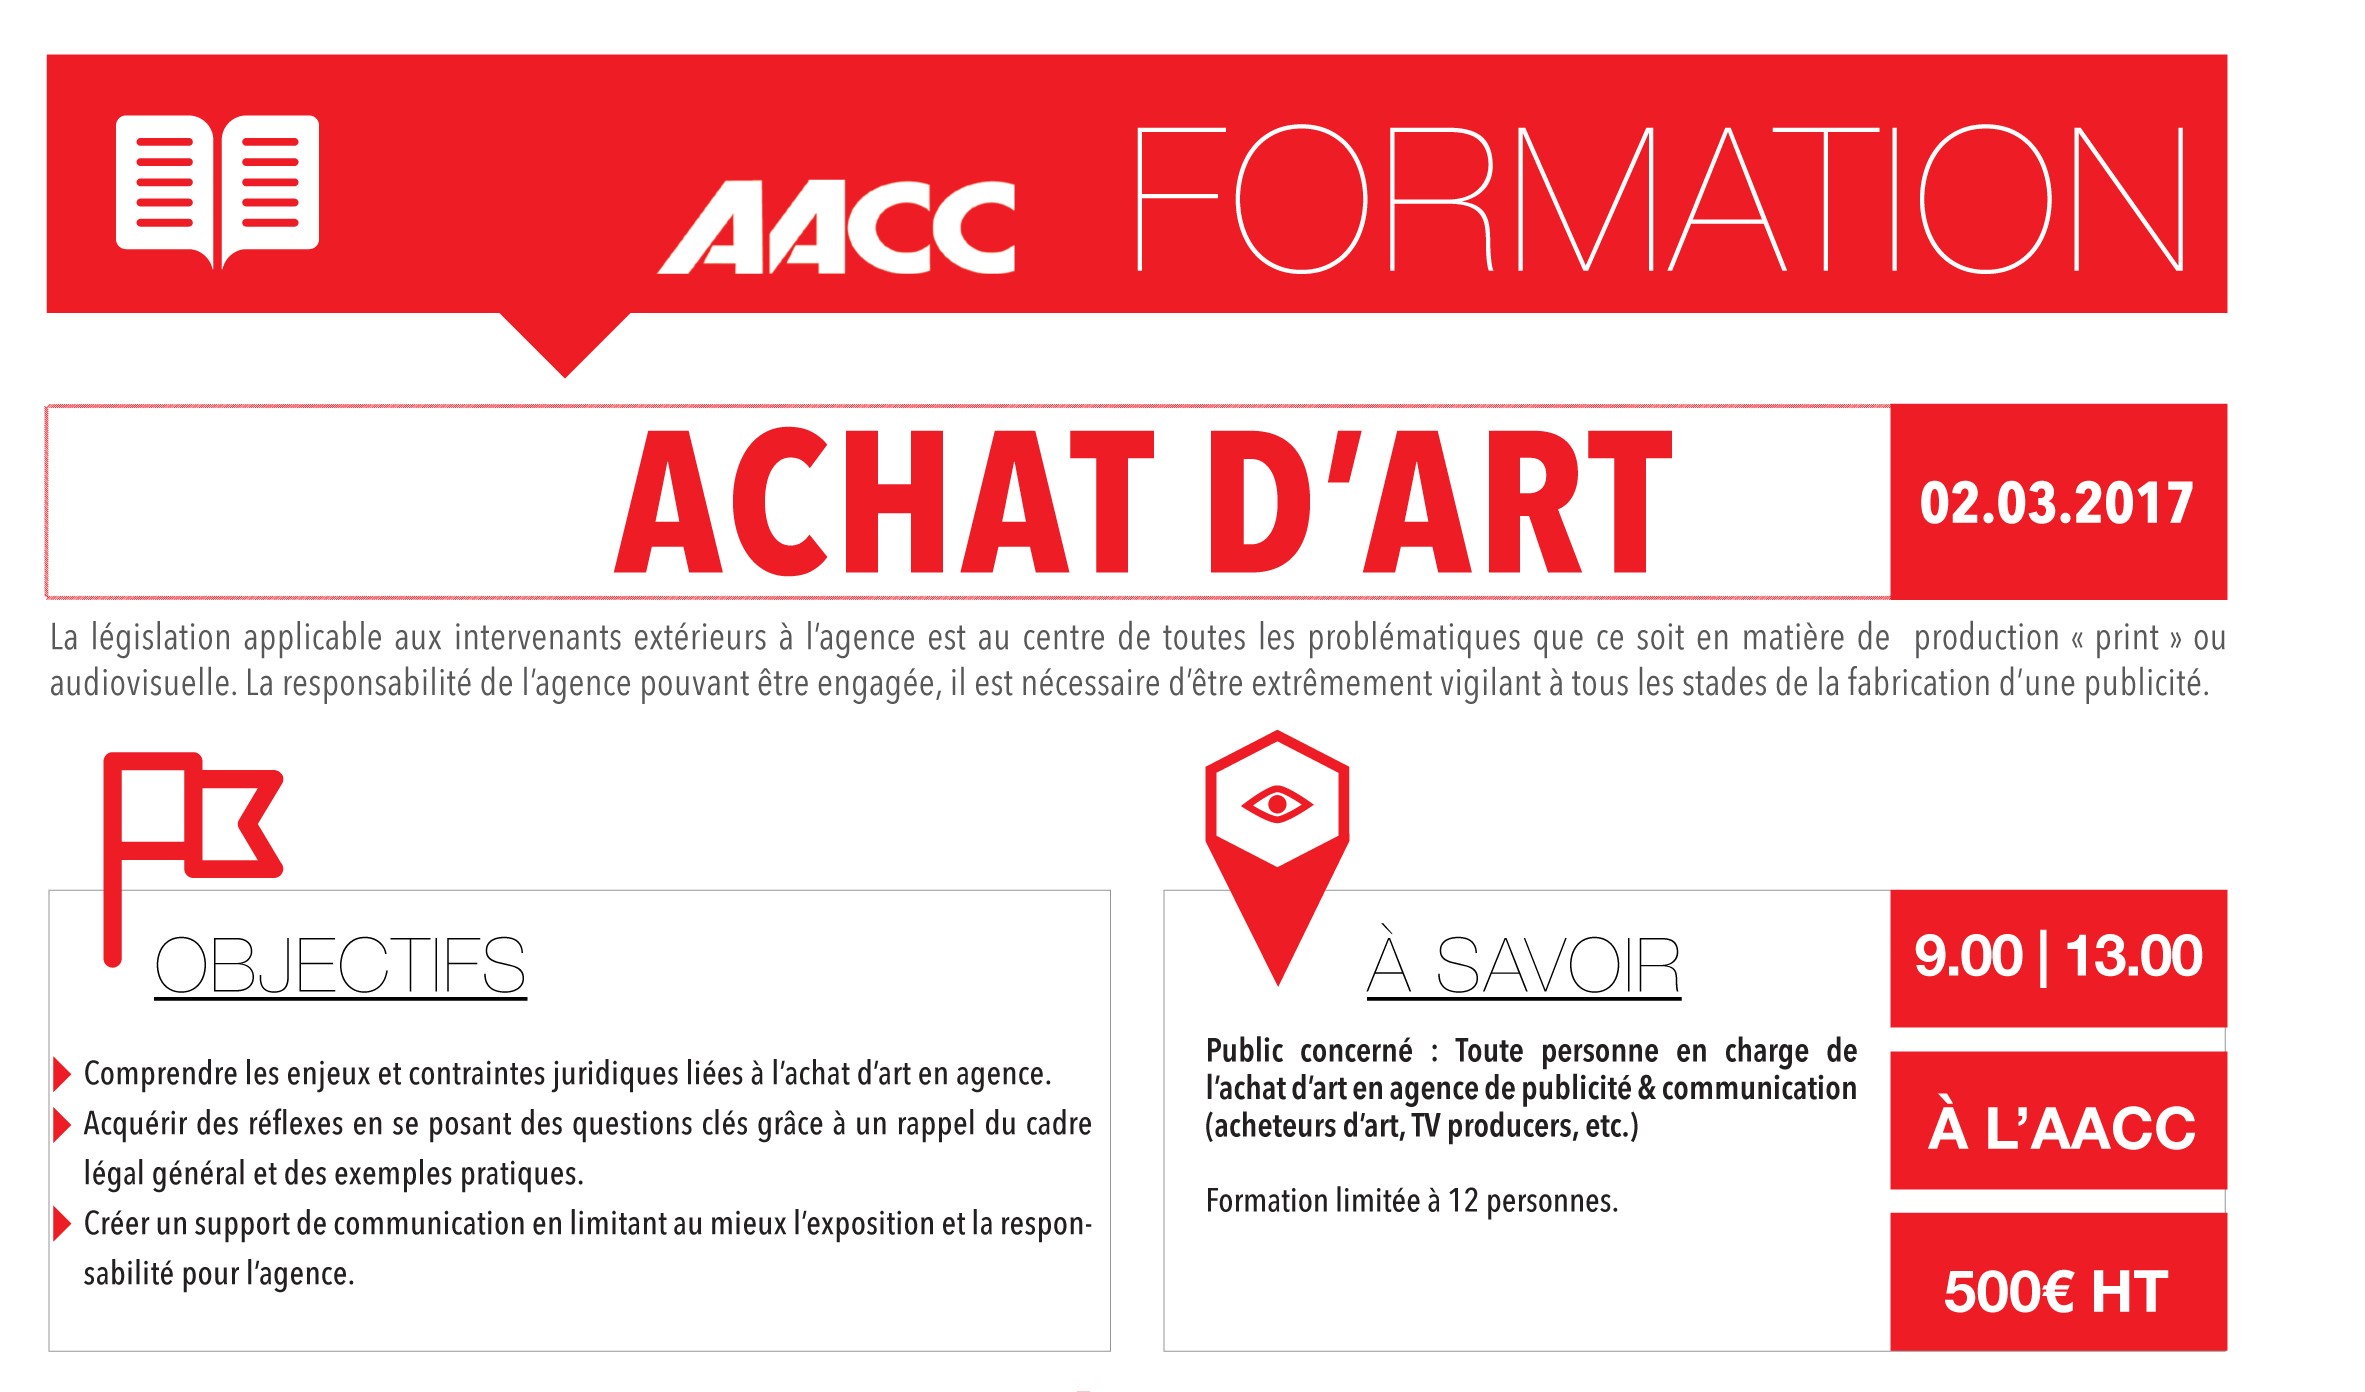 AACC FORMATION
ACHAT D’ART
02.03.2017
La législation applicable aux intervenants extérieurs à l’agence est au centre de toutes les problématiques que ce soit en matière de production « print » ou
audiovisuelle. La responsabilité de l’agence pouvant être engagée, il est nécessaire d’être extrêmement vigilant à tous les stades de la fabrication d’une publicité.
OBJECTIFS
Comprendre les enjeux et contraintes juridiques liées à l’achat d’art en agence.
Acquérir des réflexes en se posant des questions clés grâce à un rappel du cadre
légal général et des exemples pratiques.
Créer un support de communication en limitant au mieux l’exposition et la respon-
sabilité pour l’agence.
À SAVOIR
Public concerné : Toute personne en charge de
l’achat d’art en agence de publicité & communication
(acheteurs d’art, TV producers, etc.)
Formation limitée à 12 personnes.
9.00 | 13.00
À L’AACC
500€ HT